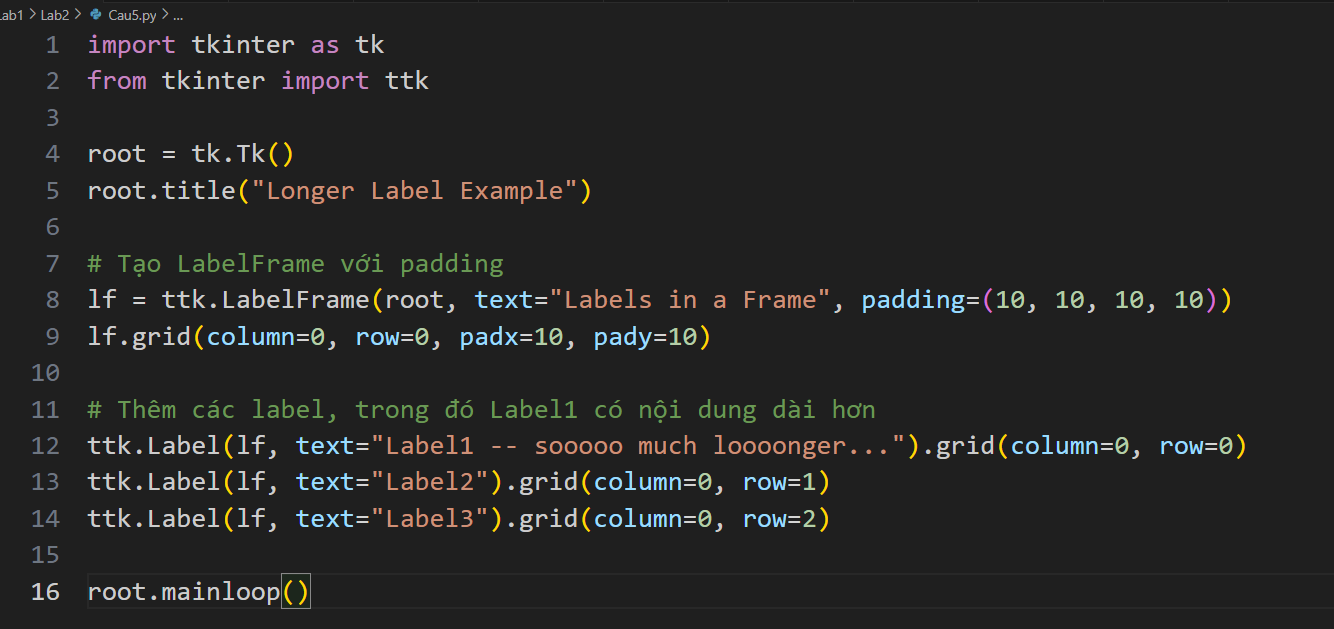 Lab1 > Lab2 > Cau5.py > ...
1 import tkinter as tk
2 from tkinter import ttk
3
4 root = tk.Tk()
5 root.title("Longer Label Example")
6
7 # Tạo LabelFrame với padding
8 lf = ttk.LabelFrame(root, text="Labels in a Frame", padding=(10, 10, 10, 10))
9 lf.grid(column=0, row=0, padx=10, pady=10)
10
11 # Thêm các label, trong đó Label1 có nội dung dài hơn
12 ttk.Label(lf, text="Label1 -- sooooo much loooonger...").grid(column=0, row=0)
13 ttk.Label(lf, text="Label2").grid(column=0, row=1)
14 ttk.Label(lf, text="Label3").grid(column=0, row=2)
15
16 root.mainloop()